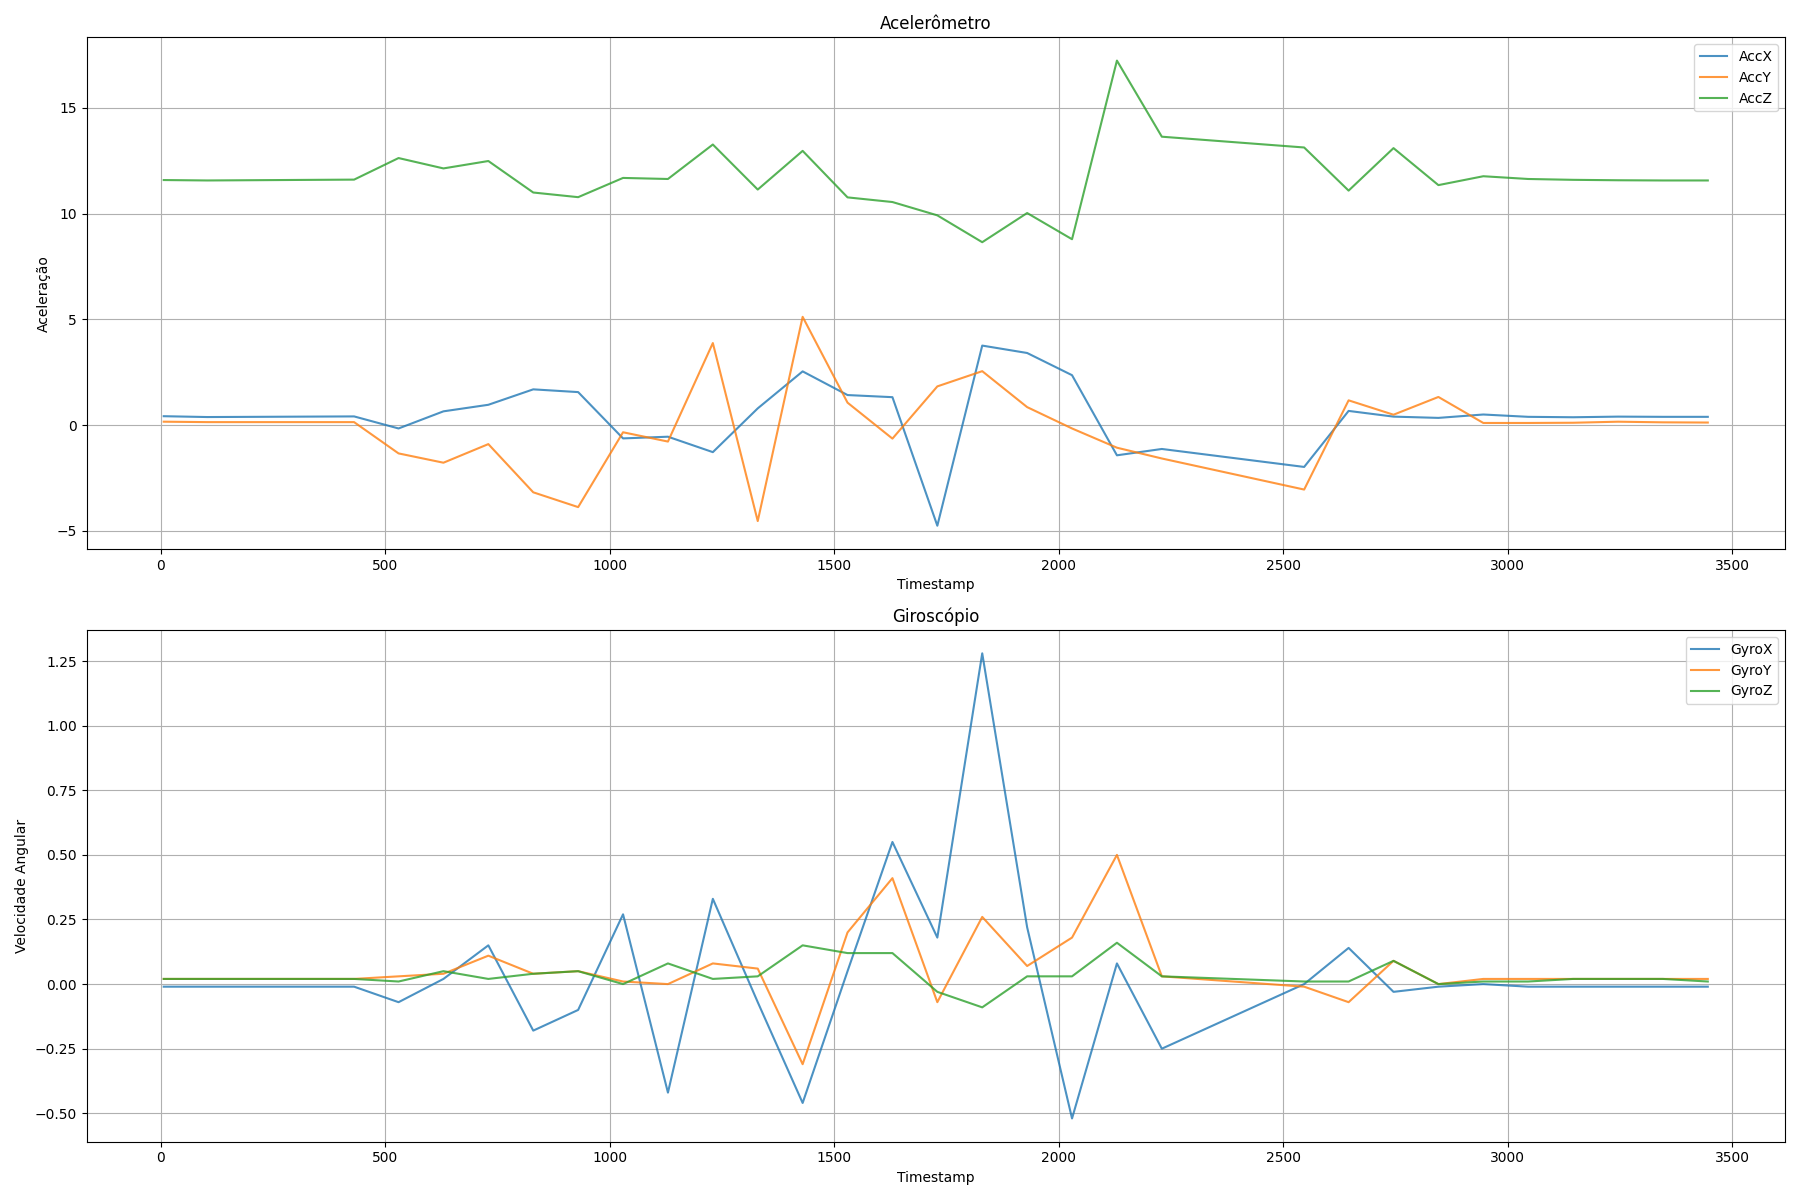 Acelerômetro
AccX
AccY
AccZ
15
10
5
0
−5
Aceleração
0 500 1000 1500 2000 2500 3000 3500
Timestamp
Giroscópio
GyroX
GyroY
GyroZ
1.25
1.00
0.75
0.50
0.25
0.00
−0.25
−0.50
Velocidade Angular
0 500 1000 1500 2000 2500 3000 3500
Timestamp